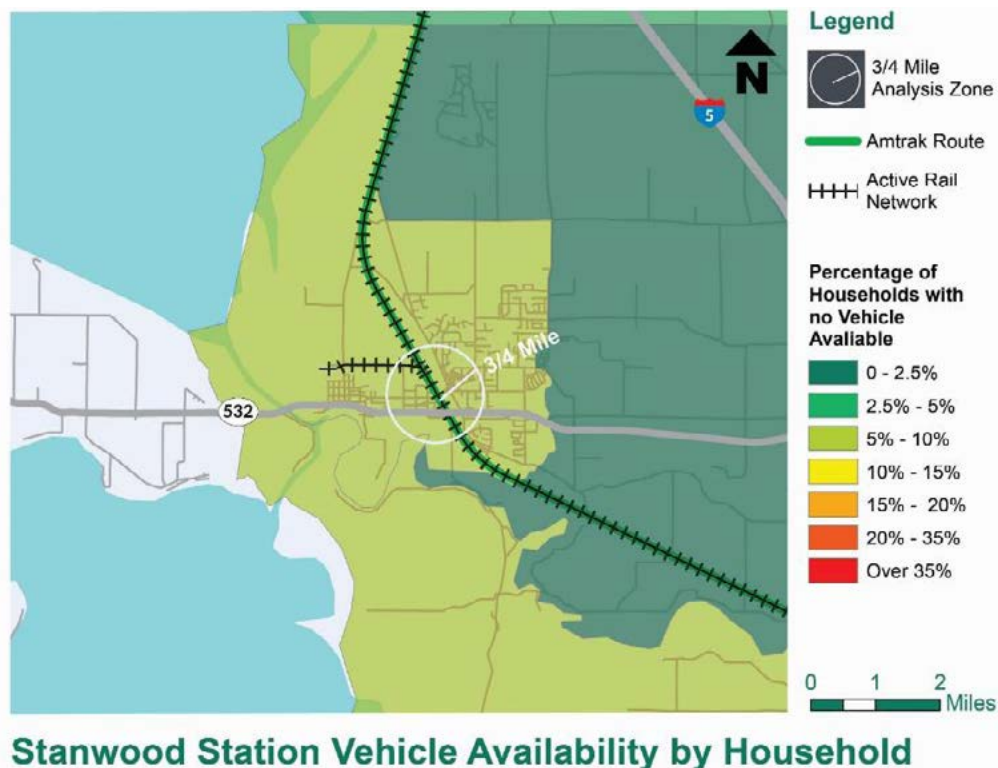 Legend
3/4 Mile
Analysis Zone
Amtrak Route
Active Rail
Network
Percentage of
Households with
no Vehicle
Avaliable
0 - 2.5%
2.5% - 5%
5% - 10%
10% - 15%
15% -  20%
20% - 35%
Over 35%
0 1 2
Miles
N
5
3/4 Mile
532
Stanwood Station Vehicle Availability by Household